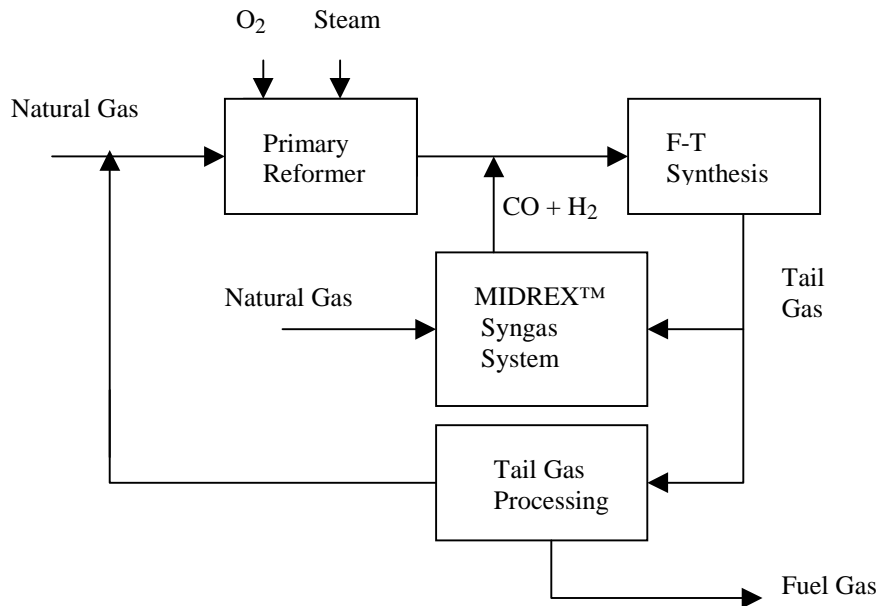 O2 Steam
Natural Gas
Primary
Reformer
F-T
Synthesis
CO + H2
Natural Gas
MIDREX™
Syngas
System
Tail
Gas
Tail Gas
Processing
Fuel Gas